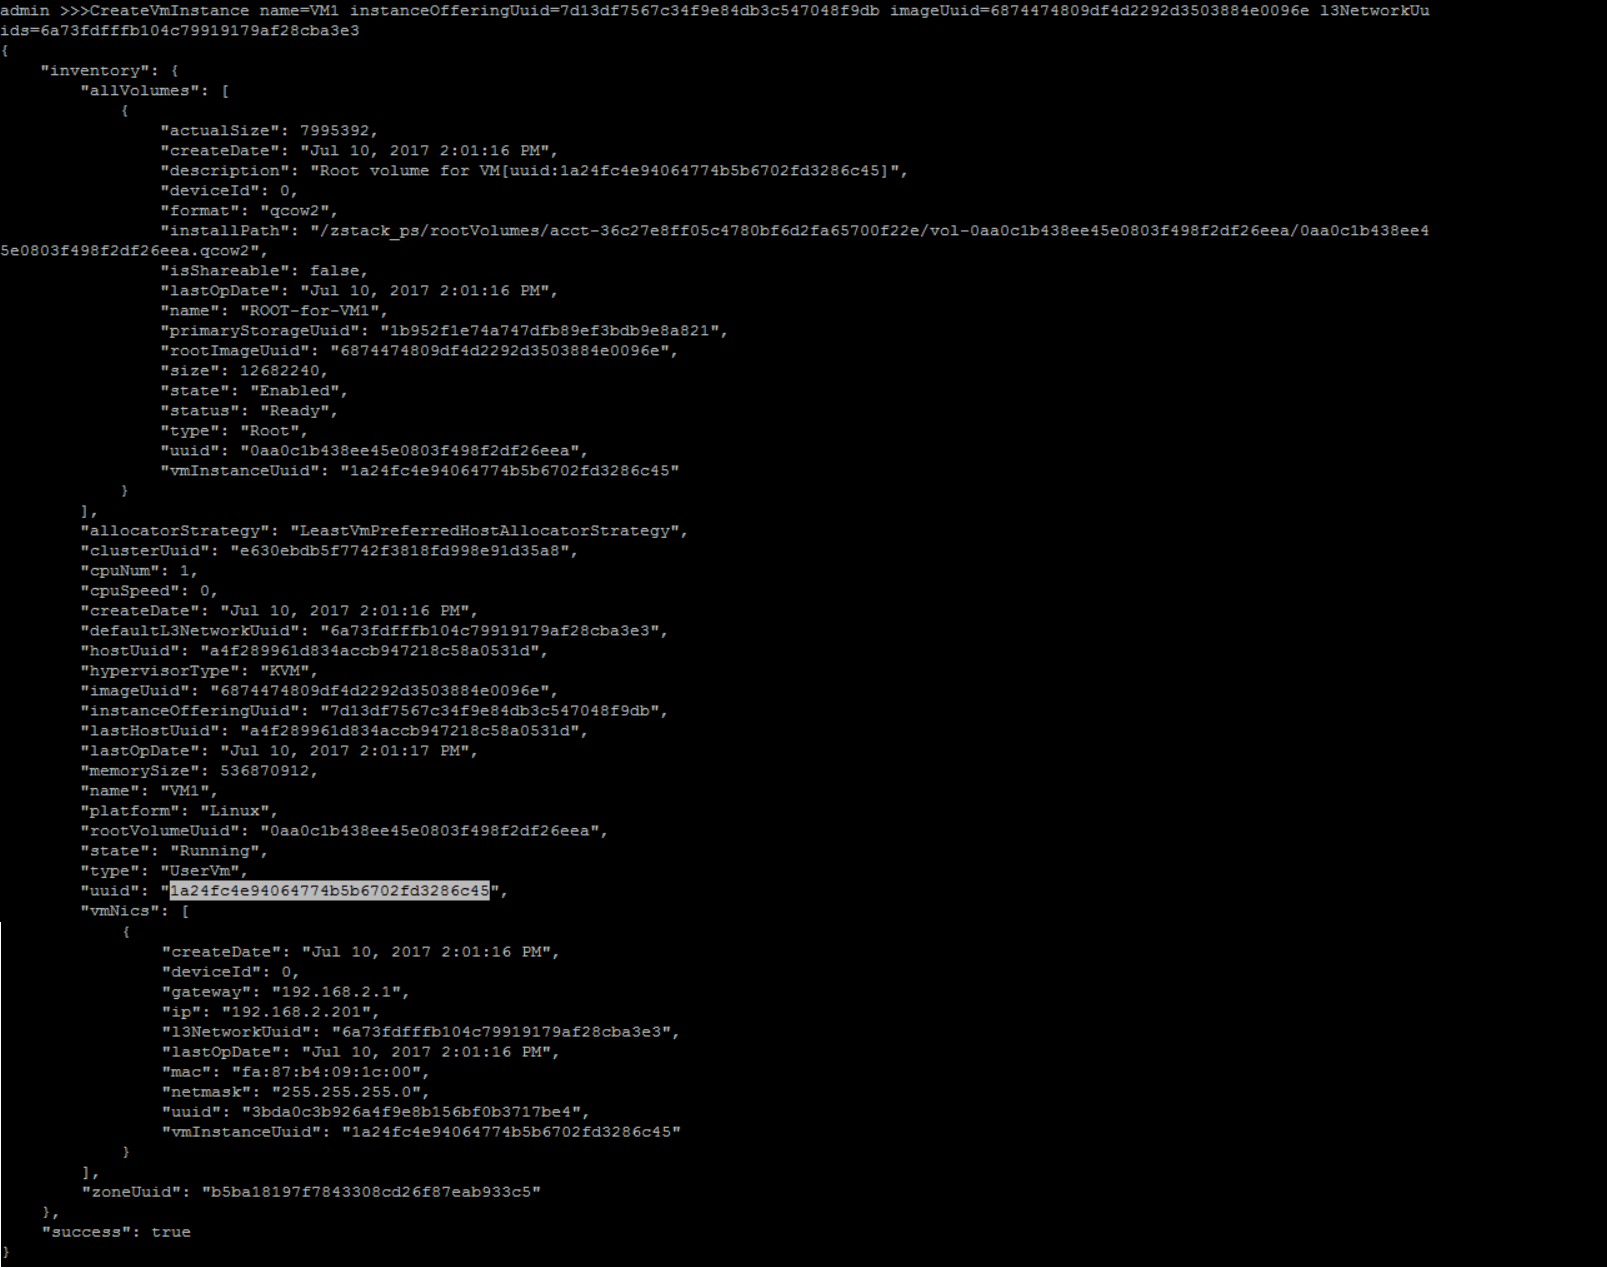 admin >>>CreateVmInstance name=VM1 instanceOfferingUuid=7d13df7567c34f9e84db3c547048f9db imageUuid=6874474809df4d2292d3503884e0096e l3NetworkUu
ids=6a73fdfffb104c79919179af28cba3e3
{
    "inventory": {
        "allVolumes": [
            {
                "actualSize": 7995392,
                "createDate": "Jul 10, 2017 2:01:16 PM",
                "description": "Root volume for VM[uuid:1a24fc4e94064774b5b6702fd3286c45]",
                "deviceId": 0,
                "format": "qcow2",
                "installPath": "/zstack_ps/rootVolumes/acct-36c27e8ff05c4780bf6d2fa65700f22e/vol-0aa0c1b438ee45e0803f498f2df26eea/0aa0c1b438ee4
5e0803f498f2df26eea.qcow2",
                "isShareable": false,
                "lastOpDate": "Jul 10, 2017 2:01:16 PM",
                "name": "ROOT-for-VM1",
                "primaryStorageUuid": "1b952f1e74a747dfb89ef3bdb9e8a821",
                "rootImageUuid": "6874474809df4d2292d3503884e0096e",
                "size": 12682240,
                "state": "Enabled",
                "status": "Ready",
                "type": "Root",
                "uuid": "0aa0c1b438ee45e0803f498f2df26eea",
                "vmInstanceUuid": "1a24fc4e94064774b5b6702fd3286c45"
            }
        ],
        "allocatorStrategy": "LeastVmPreferredHostAllocatorStrategy",
        "clusterUuid": "e630ebdb5f7742f3818fd998e91d35a8",
        "cpuNum": 1,
        "cpuSpeed": 0,
        "createDate": "Jul 10, 2017 2:01:16 PM",
        "defaultL3NetworkUuid": "6a73fdfffb104c79919179af28cba3e3",
        "hostUuid": "a4f289961d834accb947218c58a0531d",
        "hypervisorType": "KVM",
        "imageUuid": "6874474809df4d2292d3503884e0096e",
        "instanceOfferingUuid": "7d13df7567c34f9e84db3c547048f9db",
        "lastHostUuid": "a4f289961d834accb947218c58a0531d",
        "lastOpDate": "Jul 10, 2017 2:01:17 PM",
        "memorySize": 536870912,
        "name": "VM1",
        "platform": "Linux",
        "rootVolumeUuid": "0aa0c1b438ee45e0803f498f2df26eea",
        "state": "Running",
        "type": "UserVm",
        "uuid": "1a24fc4e94064774b5b6702fd3286c45",
        "vmNics": [
            {
                "createDate": "Jul 10, 2017 2:01:16 PM",
                "deviceId": 0,
                "gateway": "192.168.2.1",
                "ip": "192.168.2.201",
                "l3NetworkUuid": "6a73fdfffb104c79919179af28cba3e3",
                "lastOpDate": "Jul 10, 2017 2:01:16 PM",
                "mac": "fa:87:b4:09:1c:00",
                "netmask": "255.255.255.0",
                "uuid": "3bda0c3b926a4f9e8b156bf0b3717be4",
                "vmInstanceUuid": "1a24fc4e94064774b5b6702fd3286c45"
            }
        ],
        "zoneUuid": "b5ba18197f7843308cd26f87eab933c5"
    },
    "success": true
}